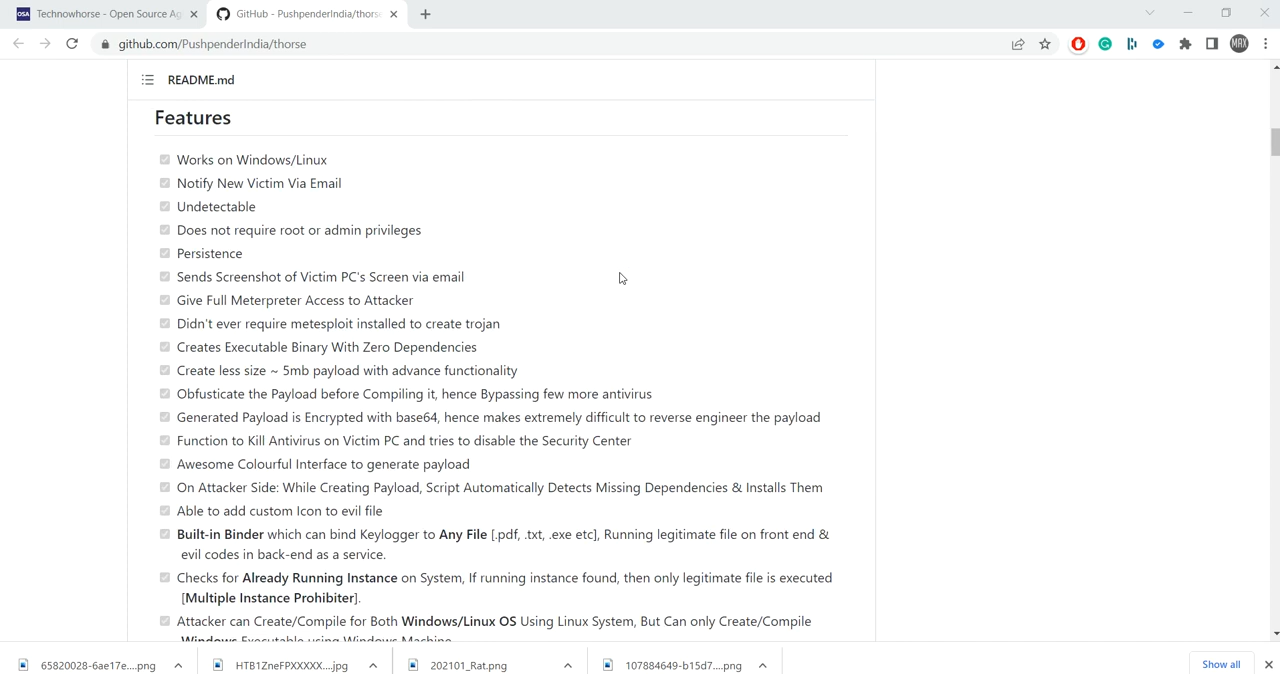 Technowhorse - Open Source Ag
GitHub - PushpenderIndia/thorse
github.com/PushpenderIndia/thorse
MAX
README.md
Features
Works on Windows/Linux
Notify New Victim Via Email
Undetectable
Does not require root or admin privileges
Persistence
Sends Screenshot of Victim PC's Screen via email
Give Full Meterpreter Access to Attacker
Didn't ever require metesploit installed to create trojan
Creates Executable Binary With Zero Dependencies
Create less size ~ 5mb payload with advance functionality
Obfusticate the Payload before Compiling it, hence Bypassing few more antivirus
Generated Payload is Encrypted with base64, hence makes extremely difficult to reverse engineer the payload
Function to Kill Antivirus on Victim PC and tries to disable the Security Center
Awesome Colourful Interface to generate payload
On Attacker Side: While Creating Payload, Script Automatically Detects Missing Dependencies & Installs Them
Able to add custom Icon to evil file
Built-in Binder which can bind Keylogger to Any File [.pdf, .txt, .exe etc], Running legitimate file on front end &
evil codes in back-end as a service.
Checks for Already Running Instance on System, If running instance found, then only legitimate file is executed
[Multiple Instance Prohibiter].
Attacker can Create/Compile for Both Windows/Linux OS Using Linux System, But Can only Create/Compile
Windows Executable using Windows Machine
65820028-6ae17e....png
HTB1ZneFPXXXXX....jpg
202101_Rat.png
107884649-b15d7....png
Show all